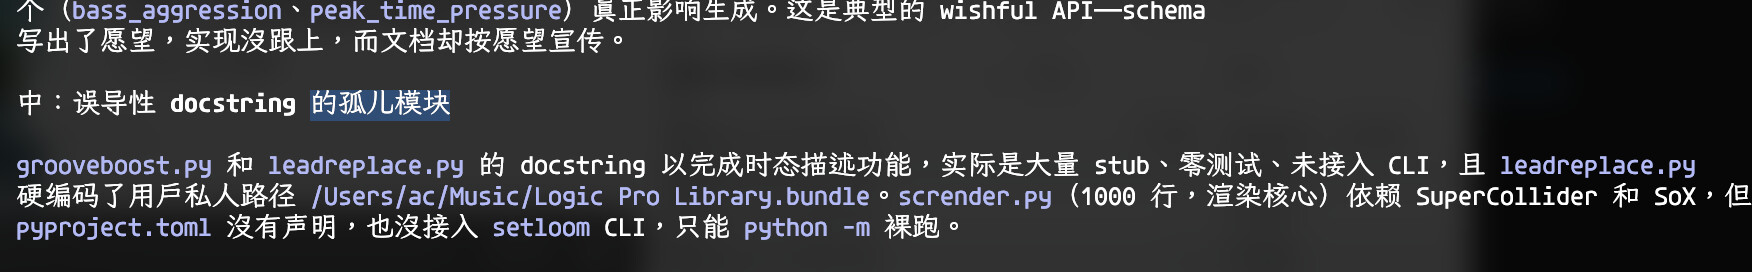 个（bass_aggression、peak_time_pressure）真正影响生成。这是典型的 wishful API——schema
写出了愿望，实现没跟上，而文档却按愿望宣传。
中：误导性 docstring 的孤儿模块
grooveboost.py 和 leadreplace.py 的 docstring 以完成时态描述功能，实际是大量 stub、零测试、未接入 CLI，且 leadreplace.py
硬编码了用户私人路径 /Users/ac/Music/Logic Pro Library.bundle。scrender.py（1000 行，渲染核心）依赖 SuperCollider 和 SoX，但
pyproject.toml 没有声明，也没接入 setloom CLI，只能 python -m 裸跑。